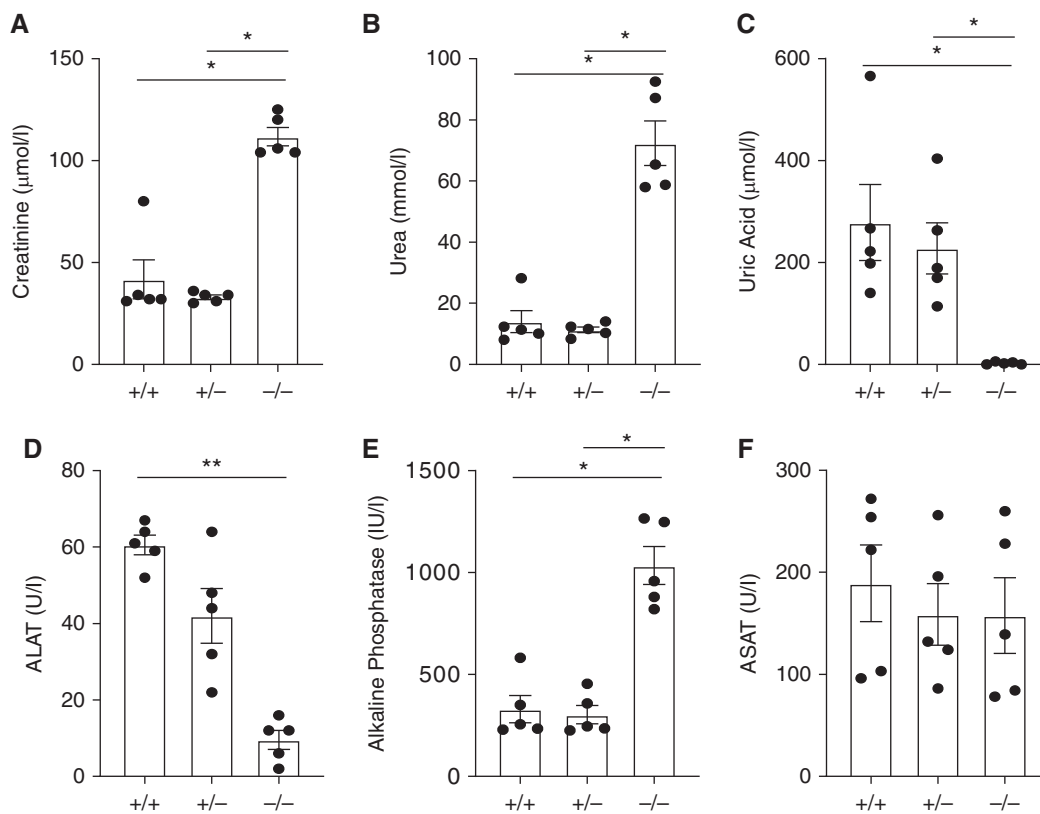 A
*
*
150
100
50
0
Creatinine (μmol/l)
+/+ +/− −/−
B
*
*
100
80
60
40
20
0
Urea (mmol/l)
+/+ +/− −/−
C
*
*
600
400
200
0
Uric Acid (μmol/l)
+/+ +/− −/−
D
**
80
60
40
20
0
ALAT (U/l)
+/+ +/− −/−
E
*
*
1500
1000
500
0
Alkaline Phosphatase (IU/l)
+/+ +/− −/−
F
300
200
100
0
ASAT (U/l)
+/+ +/− −/−